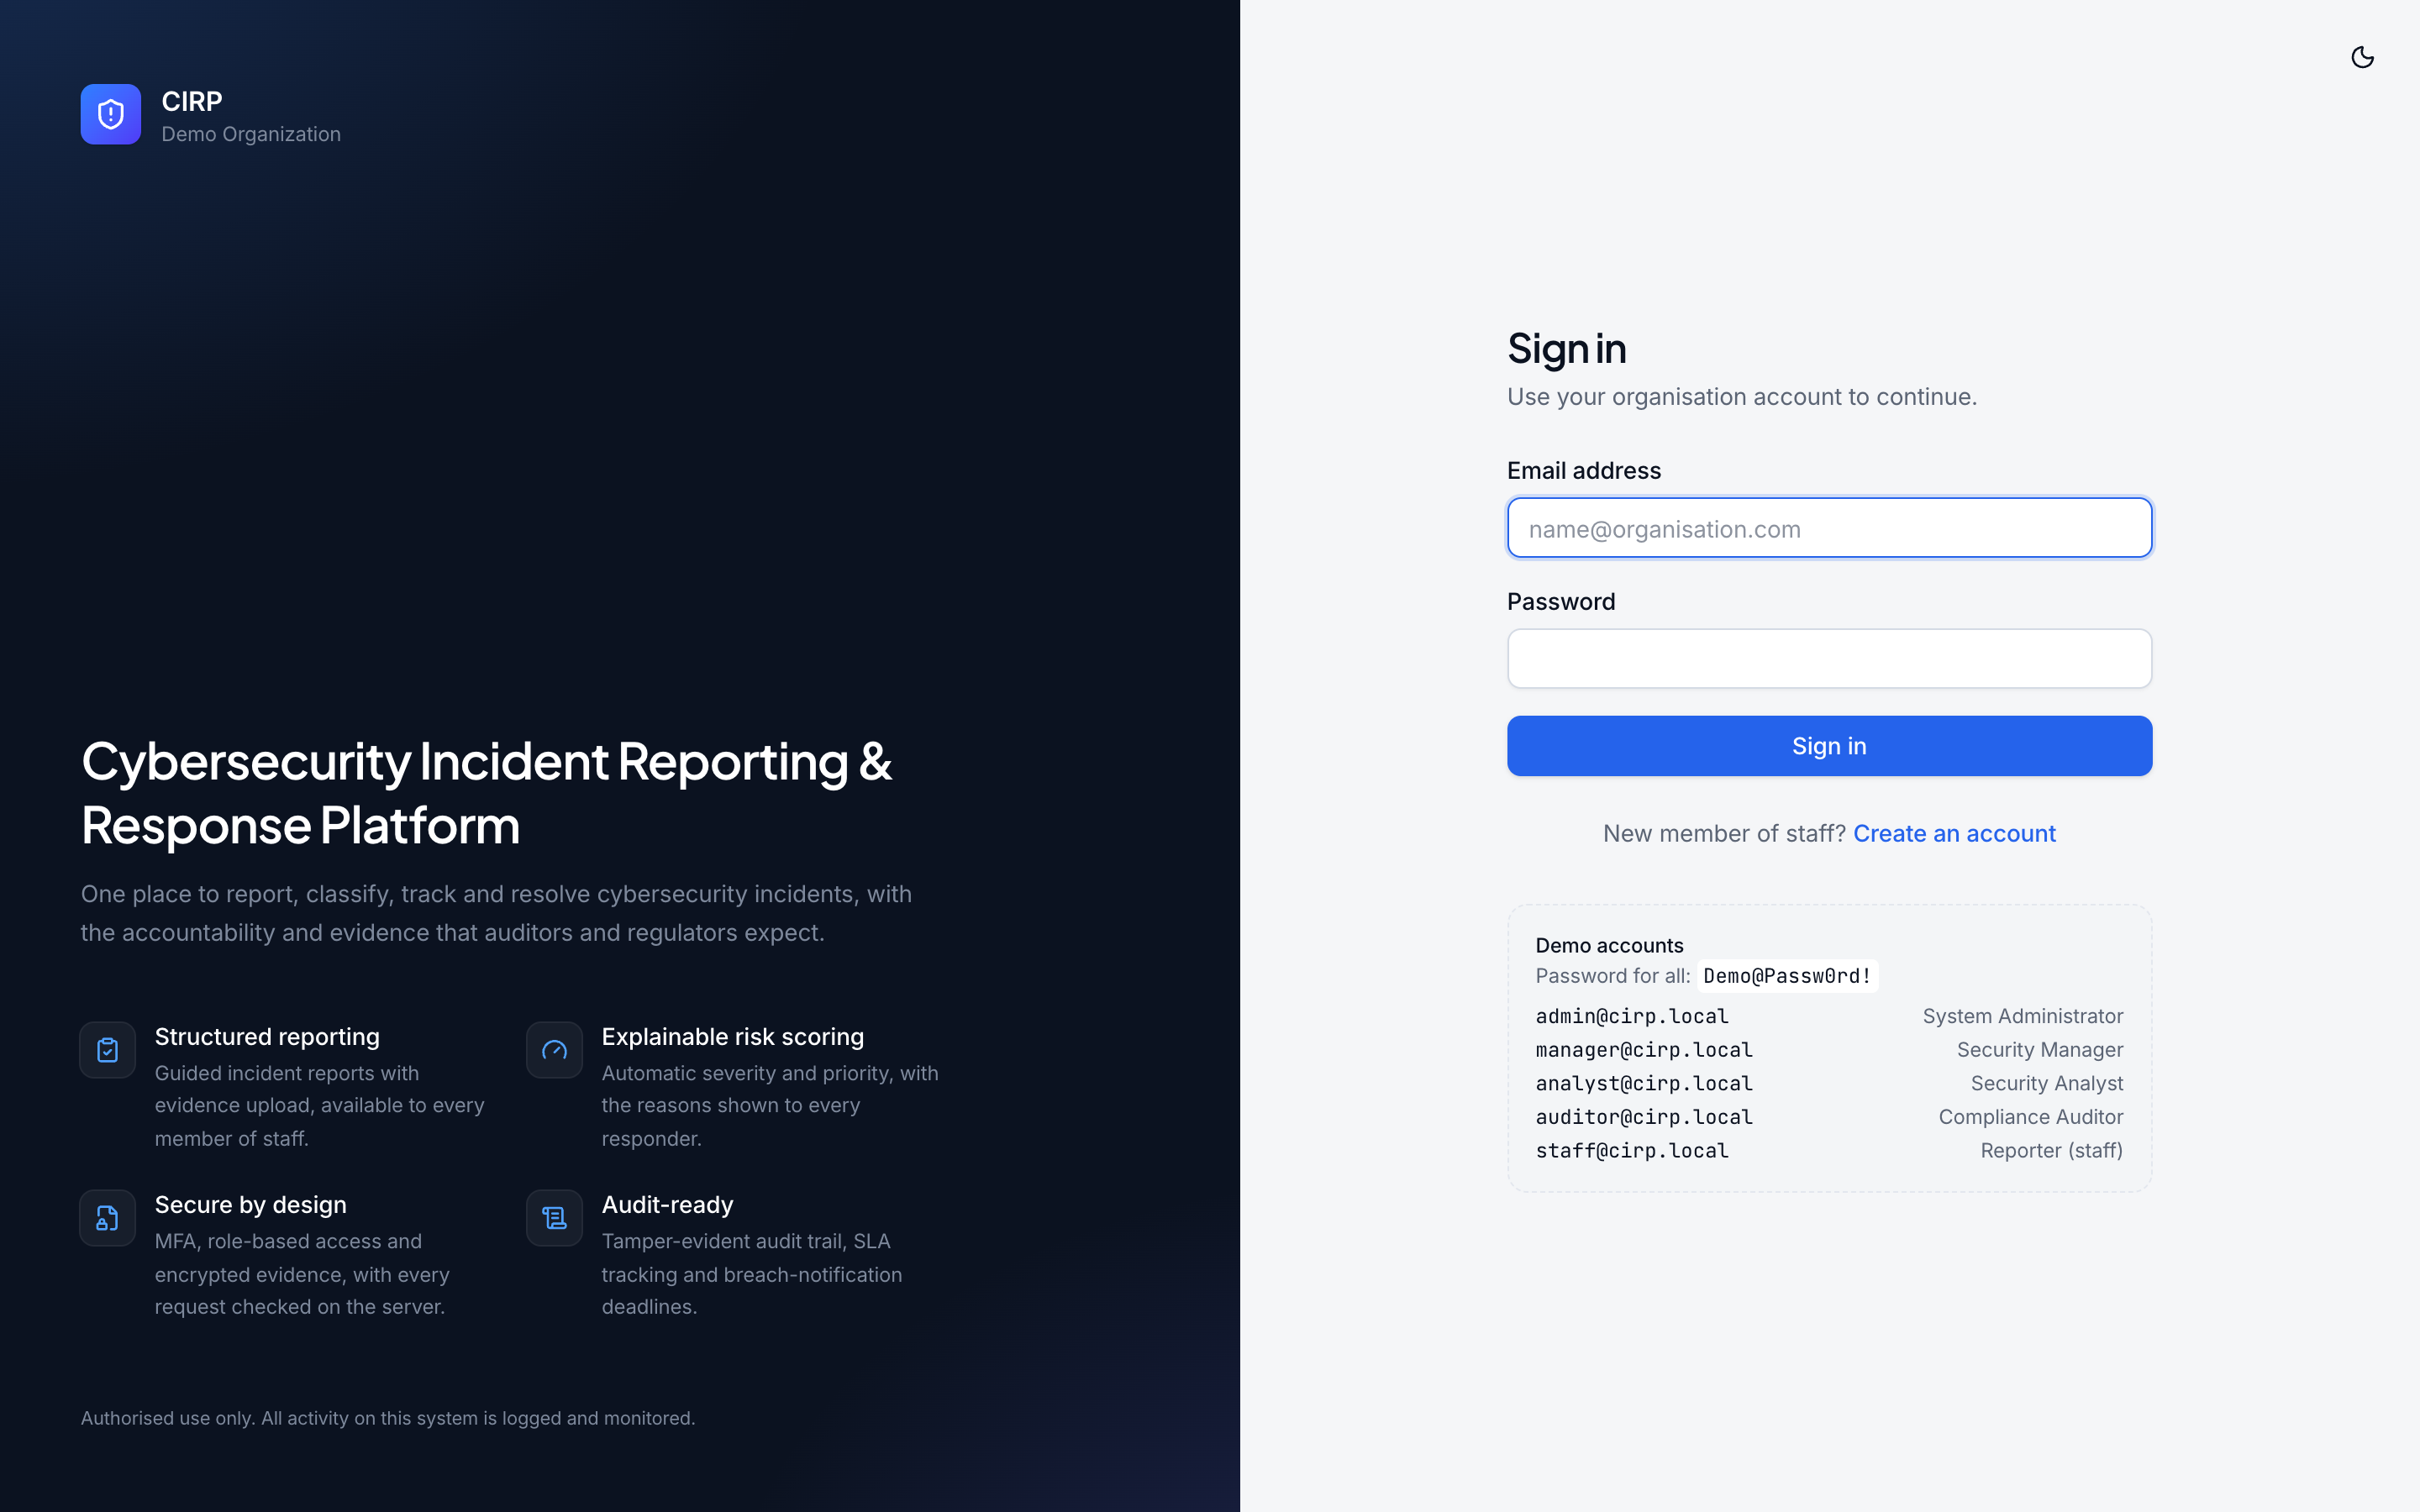 CIRP
Demo Organization
Cybersecurity Incident Reporting &
Response Platform
One place to report, classify, track and resolve cybersecurity incidents, with
the accountability and evidence that auditors and regulators expect.
Structured reporting
Guided incident reports with
evidence upload, available to every
member of staff.
Explainable risk scoring
Automatic severity and priority, with
the reasons shown to every
responder.
Secure by design
MFA, role-based access and
encrypted evidence, with every
request checked on the server.
Audit-ready
Tamper-evident audit trail, SLA
tracking and breach-notification
deadlines.
Authorised use only. All activity on this system is logged and monitored.
Sign in
Use your organisation account to continue.
Email address
name@organisation.com
Password
Sign in
New member of staff? Create an account
Demo accounts
Password for all: Demo@Passw0rd!
admin@cirp.local System Administrator
manager@cirp.local Security Manager
analyst@cirp.local Security Analyst
auditor@cirp.local Compliance Auditor
staff@cirp.local Reporter (staff)